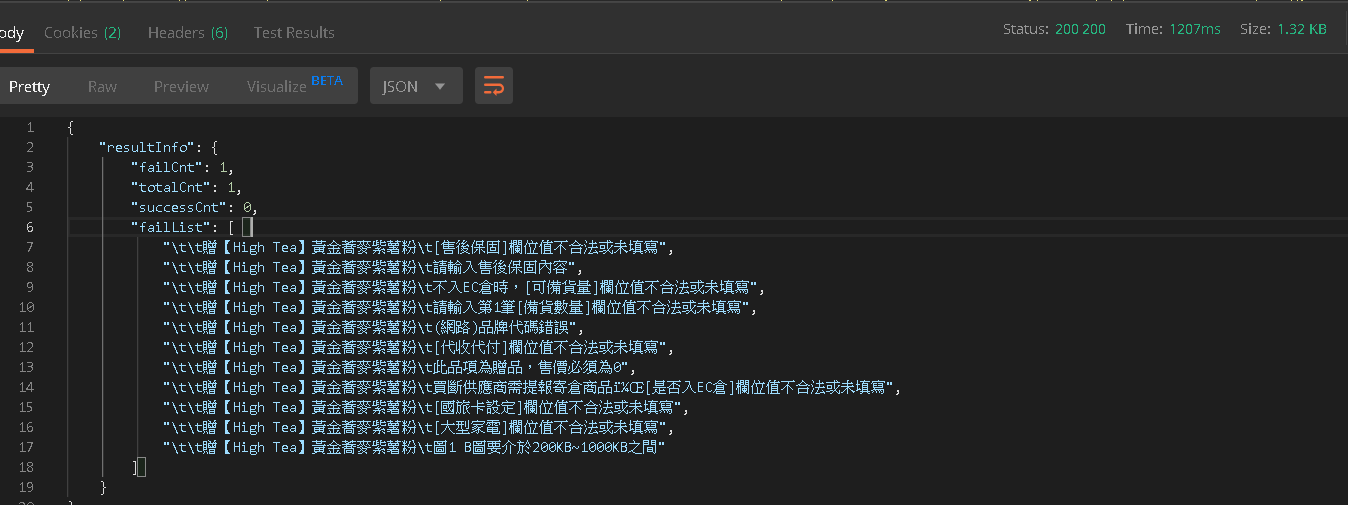 ody Cookies (2) Headers (6) Test Results Status: 200 200 Time: 1207ms Size: 1.32 KB
Pretty Raw Preview Visualize BETA JSON
1 {
2 "resultInfo": {
3 "failCnt": 1,
4 "totalCnt": 1,
5 "successCnt": 0,
6 "failList": [
7 "\t\t贈【High Tea】黃金蕎麥紫薯粉\t[售後保固]欄位值不合法或未填寫",
8 "\t\t贈【High Tea】黃金蕎麥紫薯粉\t請輸入售後保固內容",
9 "\t\t贈【High Tea】黃金蕎麥紫薯粉\t不入EC倉時，[可備貨量]欄位值不合法或未填寫",
10 "\t\t贈【High Tea】黃金蕎麥紫薯粉\t請輸入第1筆[備貨數量]欄位值不合法或未填寫",
11 "\t\t贈【High Tea】黃金蕎麥紫薯粉\t(網路)品牌代碼錯誤",
12 "\t\t贈【High Tea】黃金蕎麥紫薯粉\t[代收代付]欄位值不合法或未填寫",
13 "\t\t贈【High Tea】黃金蕎麥紫薯粉\t此品項為贈品，售價必須為0",
14 "\t\t贈【High Tea】黃金蕎麥紫薯粉\t買斷供應商需提報寄倉商品ï¼Œ[是否入EC倉]欄位值不合法或未填寫",
15 "\t\t贈【High Tea】黃金蕎麥紫薯粉\t[國旅卡設定]欄位值不合法或未填寫",
16 "\t\t贈【High Tea】黃金蕎麥紫薯粉\t[大型家電]欄位值不合法或未填寫",
17 "\t\t贈【High Tea】黃金蕎麥紫薯粉\t圖1 B圖要介於200KB~1000KB之間"
18 ]
19 }